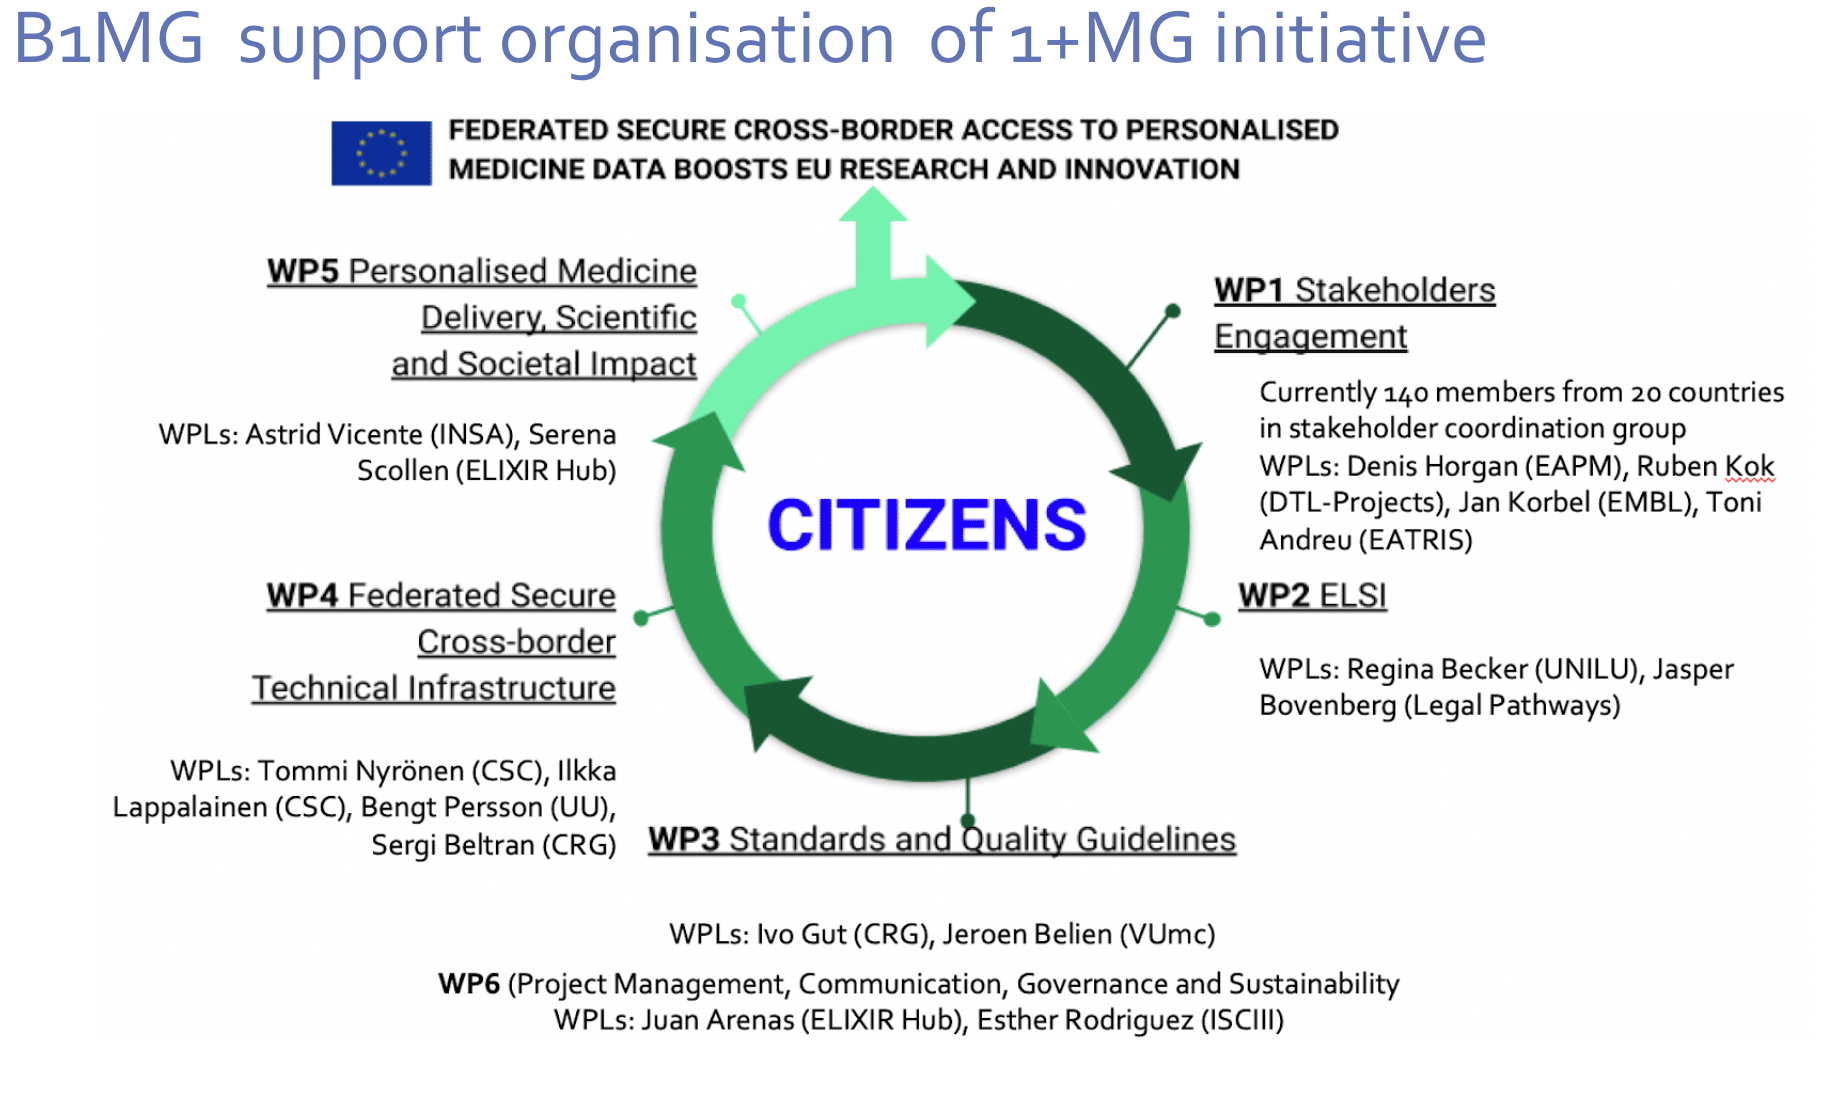 B1MG support organisation of 1+MG initiative
FEDERATED SECURE CROSS-BORDER ACCESS TO PERSONALISED
MEDICINE DATA BOOSTS EU RESEARCH AND INNOVATION
WP5 Personalised Medicine
Delivery, Scientific
and Societal Impact
WPLs: Astrid Vicente (INSA), Serena
Scollen (ELIXIR Hub)
WP1 Stakeholders
Engagement
Currently 140 members from 20 countries
in stakeholder coordination group
WPLs: Denis Horgan (EAPM), Ruben Kok
(DTL-Projects), Jan Korbel (EMBL), Toni
Andreu (EATRIS)
CITIZENS
WP4 Federated Secure
Cross-border
Technical Infrastructure
WPLs: Tommi Nyrönen (CSC), Ilkka
Lappalainen (CSC), Bengt Persson (UU),
Sergi Beltran (CRG)
WP2 ELSI
WPLs: Regina Becker (UNILU), Jasper
Bovenberg (Legal Pathways)
WP3 Standards and Quality Guidelines
WPLs: Ivo Gut (CRG), Jeroen Belien (VUmc)
WP6 (Project Management, Communication, Governance and Sustainability
WPLs: Juan Arenas (ELIXIR Hub), Esther Rodriguez (ISCIII)